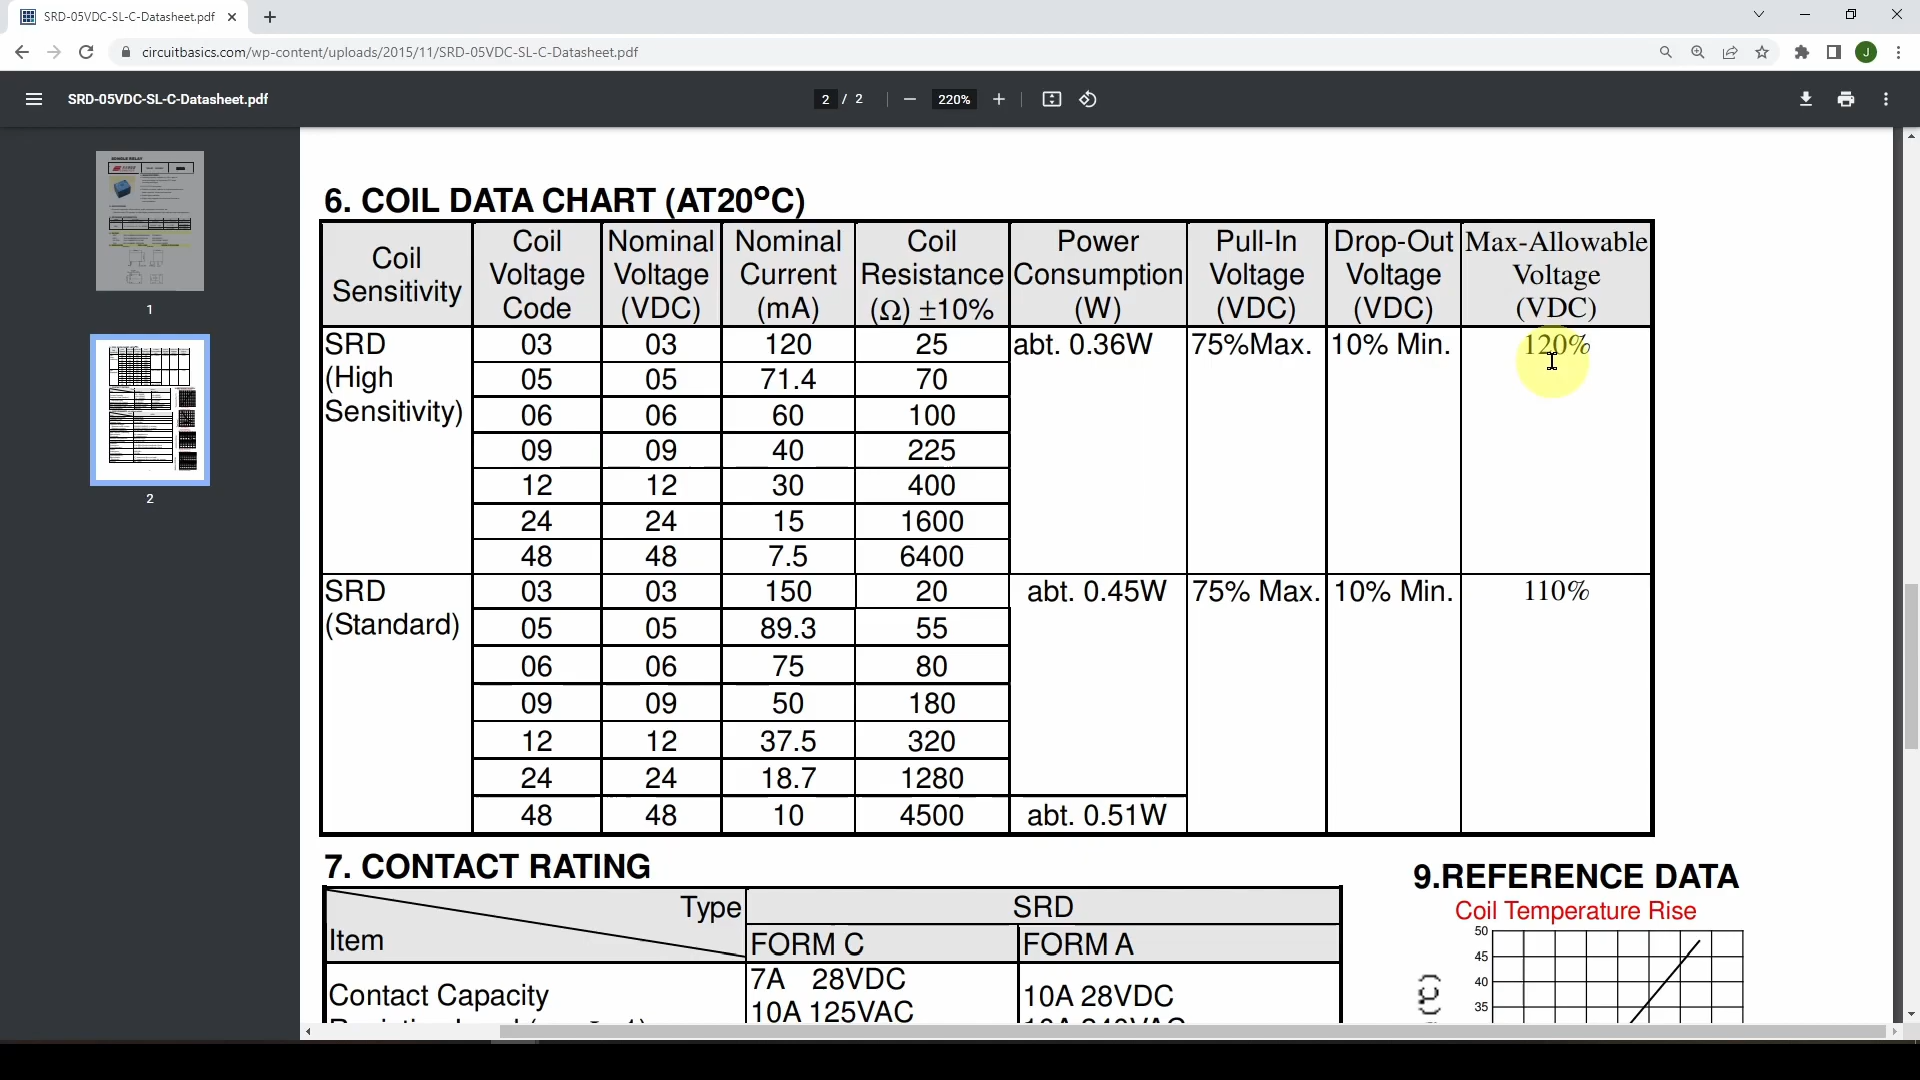 SRD-05VDC-SL-C-Datasheet.pdf
circuitbasics.com/wp-content/uploads/2015/11/SRD-05VDC-SL-C-Datasheet.pdf
J
SRD-05VDC-SL-C-Datasheet.pdf
2 / 2
220%
1
2
6. COIL DATA CHART (AT20°C)
Coil Sensitivity
Coil Voltage Code
Nominal Voltage (VDC)
Nominal Current (mA)
Coil Resistance (Ω) ±10%
Power Consumption (W)
Pull-In Voltage (VDC)
Drop-Out Voltage (VDC)
Max-Allowable Voltage (VDC)
SRD (High Sensitivity)
03 03 120 25 abt. 0.36W 75%Max. 10% Min. 120%
05 05 71.4 70
06 06 60 100
09 09 40 225
12 12 30 400
24 24 15 1600
48 48 7.5 6400
SRD (Standard)
03 03 150 20 abt. 0.45W 75% Max. 10% Min. 110%
05 05 89.3 55
06 06 75 80
09 09 50 180
12 12 37.5 320
24 24 18.7 1280
48 48 10 4500 abt. 0.51W
7. CONTACT RATING
Type
Item
SRD
FORM C
FORM A
Contact Capacity
7A 28VDC
10A 125VAC
10A 28VDC
9.REFERENCE DATA
Coil Temperature Rise
50
45
40
35